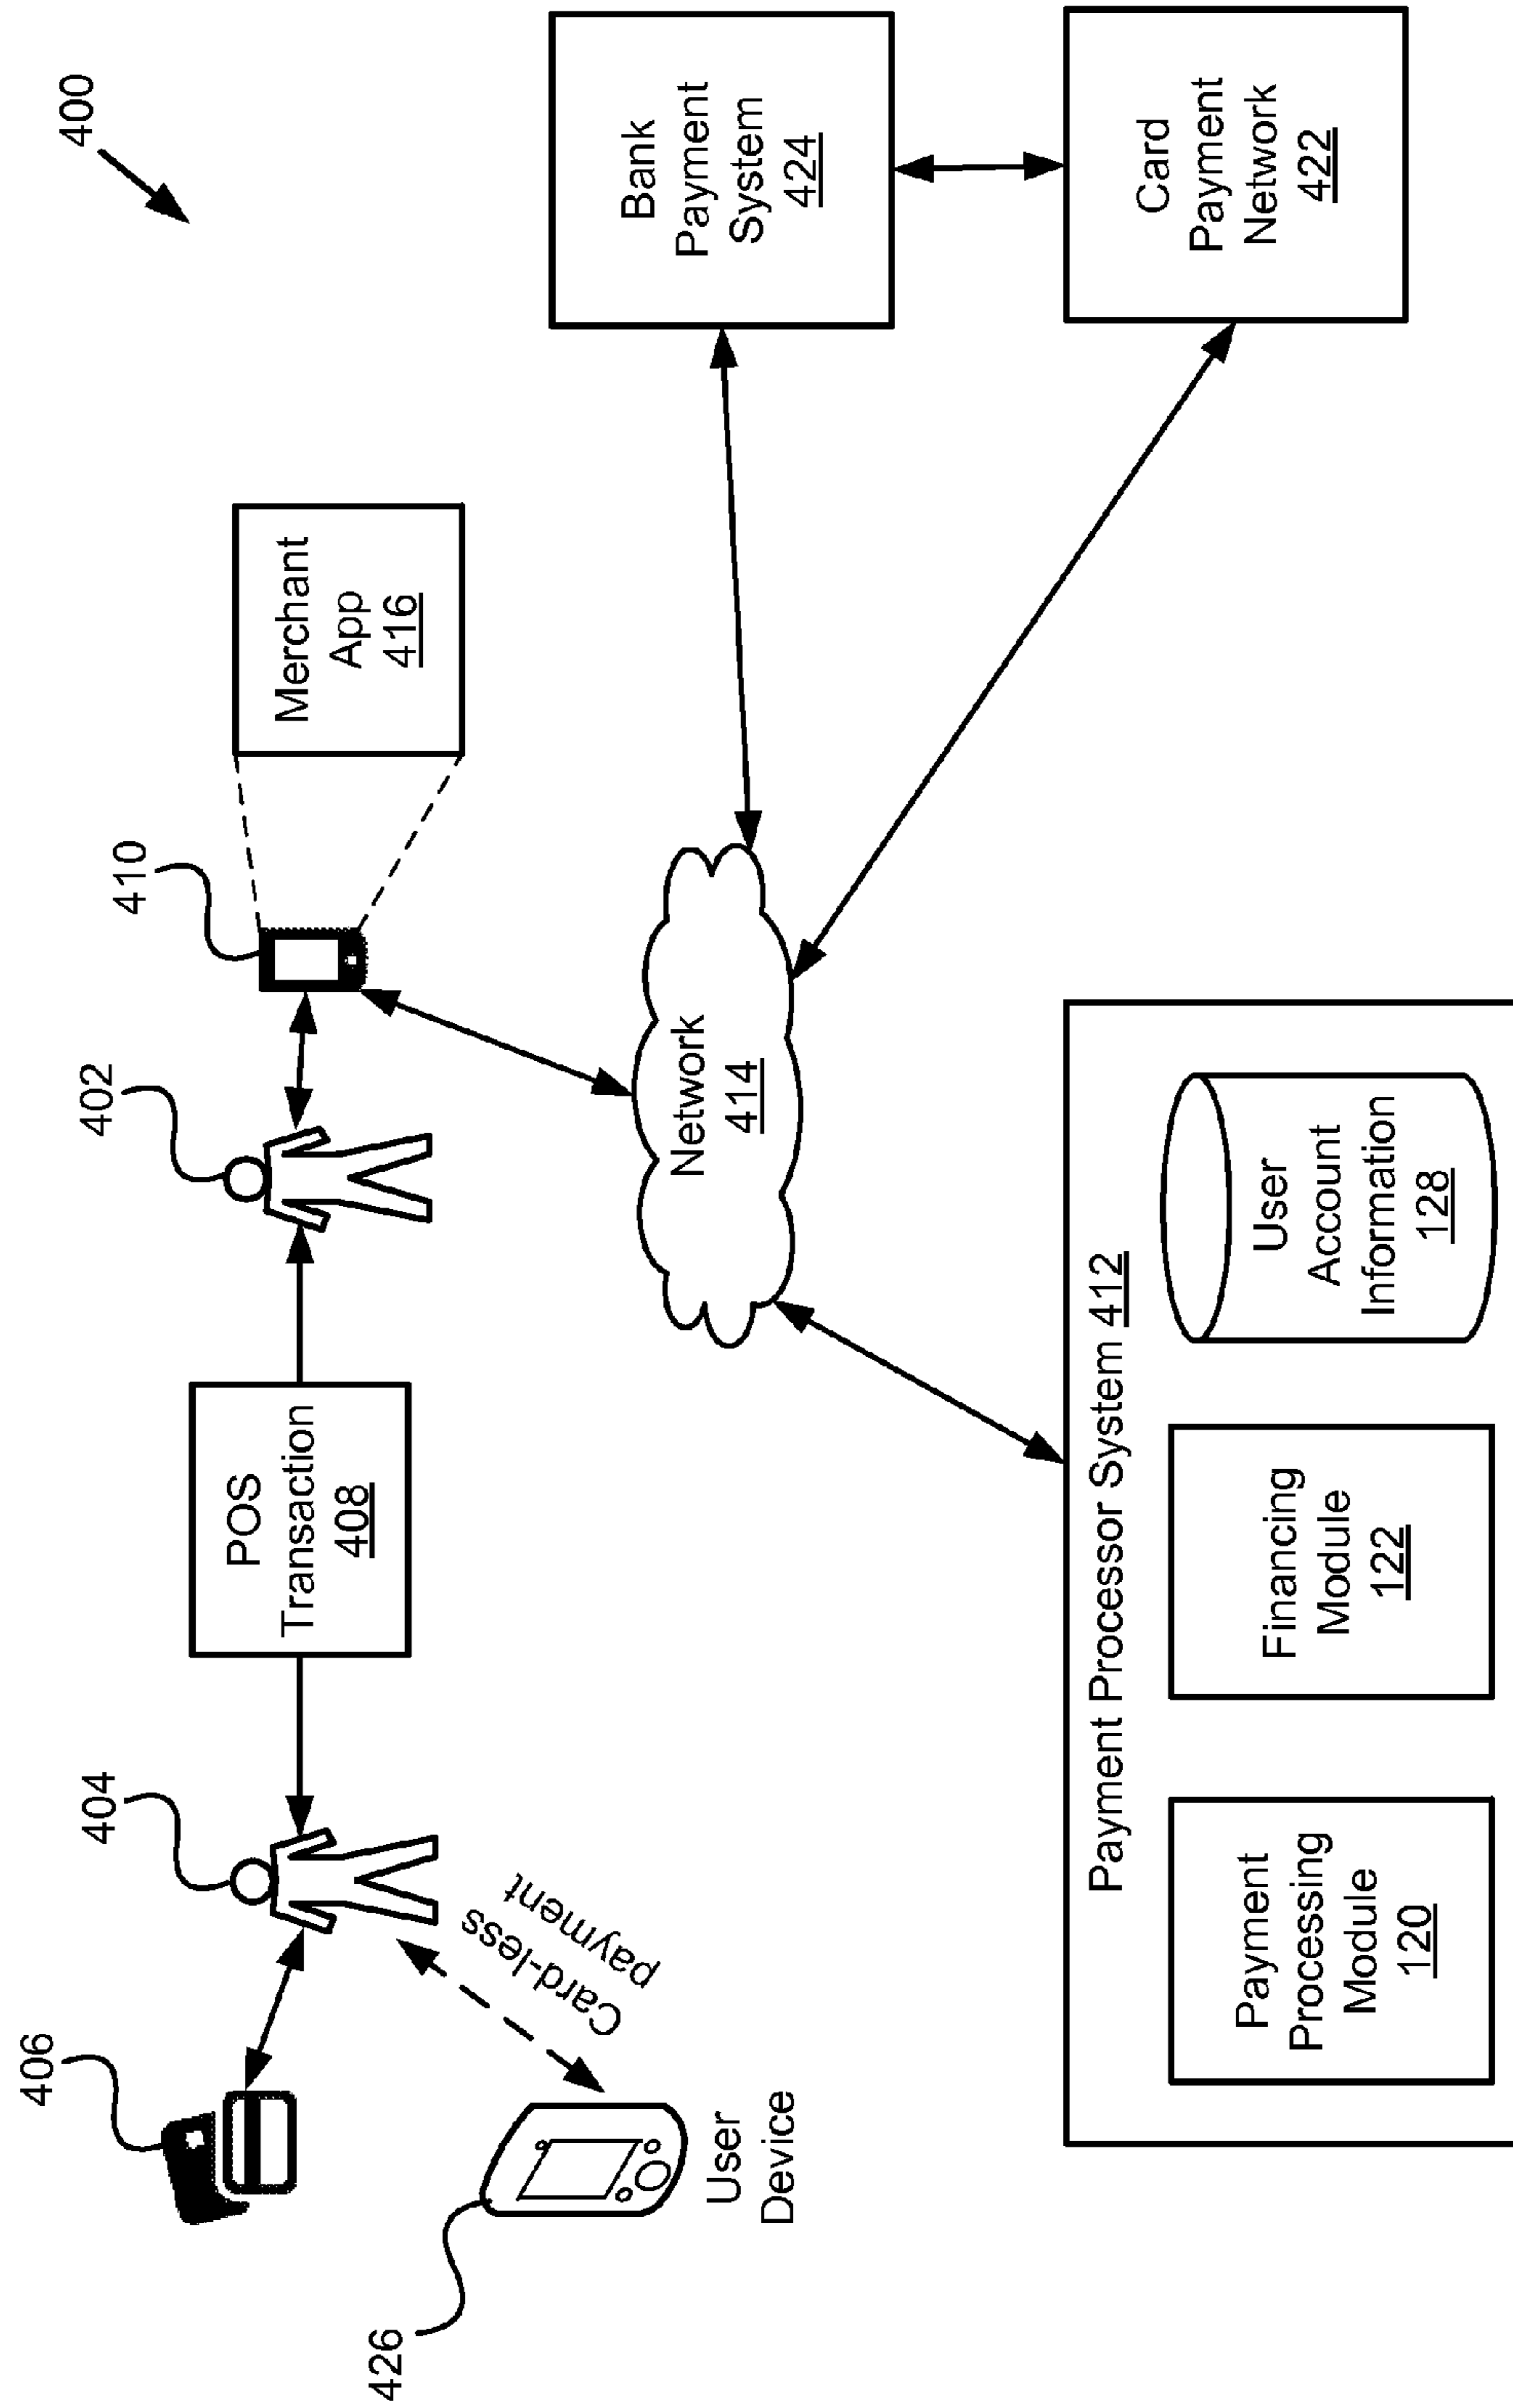 400
406
404
402
410
POS
Transaction
408
Merchant
App
416
426
User
Device
Card-less
payment
Network
414
Bank
Payment
System
424
Card
Payment
Network
422
Payment Processor System 412
Payment
Processing
Module
120
Financing
Module
122
User
Account
Information
128